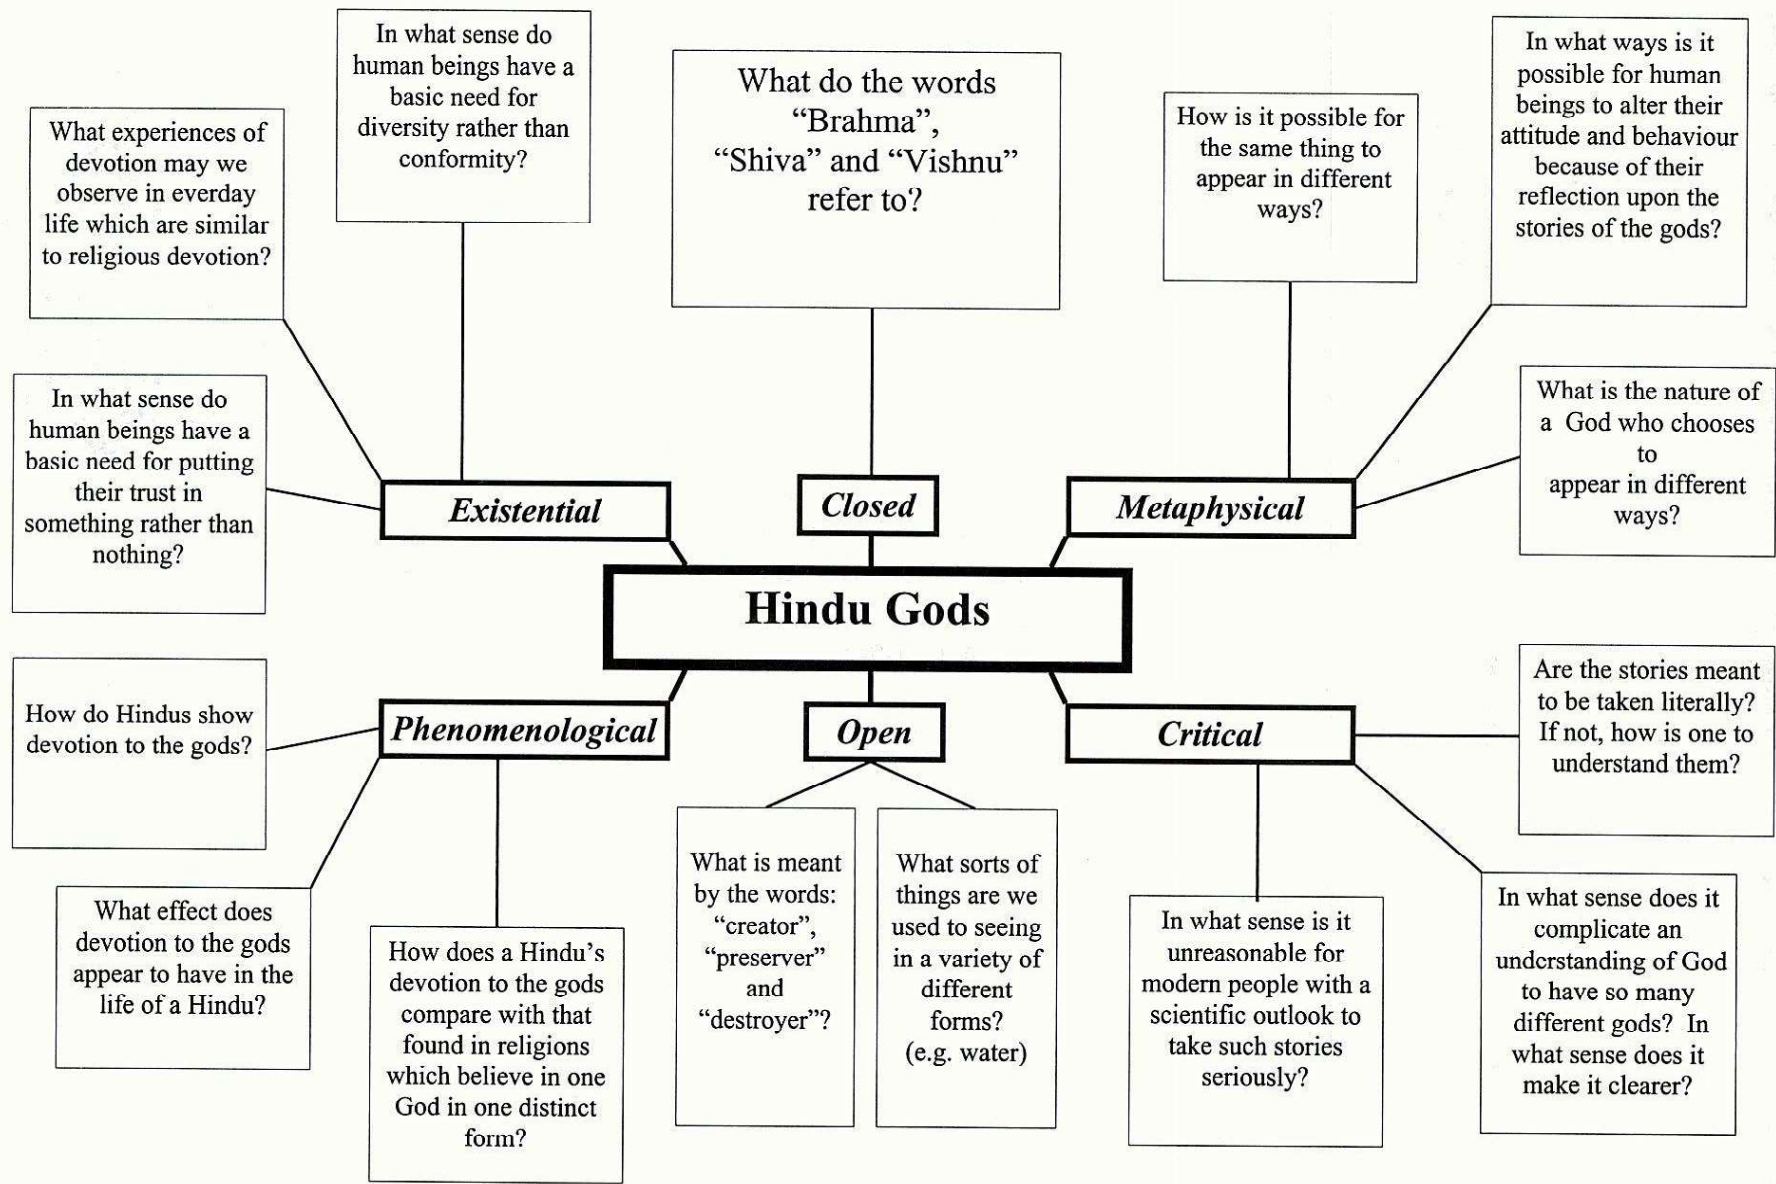 In what sense do
human beings have a
basic need for
diversity rather than
conformity?
What do the words
“Brahma”,
“Shiva” and “Vishnu”
refer to?
How is it possible for
the same thing to
appear in different
ways?
In what ways is it
possible for human
beings to alter their
attitude and behaviour
because of their
reflection upon the
stories of the gods?
What experiences of
devotion may we
observe in everday
life which are similar
to religious devotion?
In what sense do
human beings have a
basic need for putting
their trust in
something rather than
nothing?
What is the nature of
a God who chooses
to
appear in different
ways?
Existential
Closed
Metaphysical
Hindu Gods
Phenomenological
Open
Critical
How do Hindus show
devotion to the gods?
Are the stories meant
to be taken literally?
If not, how is one to
understand them?
What effect does
devotion to the gods
appear to have in the
life of a Hindu?
How does a Hindu’s
devotion to the gods
compare with that
found in religions
which believe in one
God in one distinct
form?
What is meant
by the words:
“creator”,
“preserver”
and
“destroyer”?
What sorts of
things are we
used to seeing
in a variety of
different
forms?
(e.g. water)
In what sense is it
unreasonable for
modern people with a
scientific outlook to
take such stories
seriously?
In what sense does it
complicate an
understanding of God
to have so many
different gods? In
what sense does it
make it clearer?